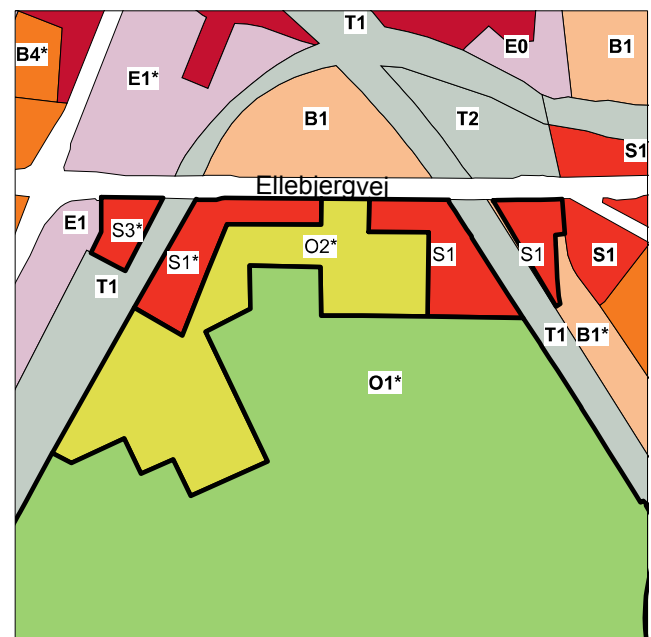 T1
E0
B1
B4*
E1*
B1
T2
S1
Ellebjergvej
E1
S3*
O2*
S1*
S1
S1
S1
T1
T1
B1*
O1*